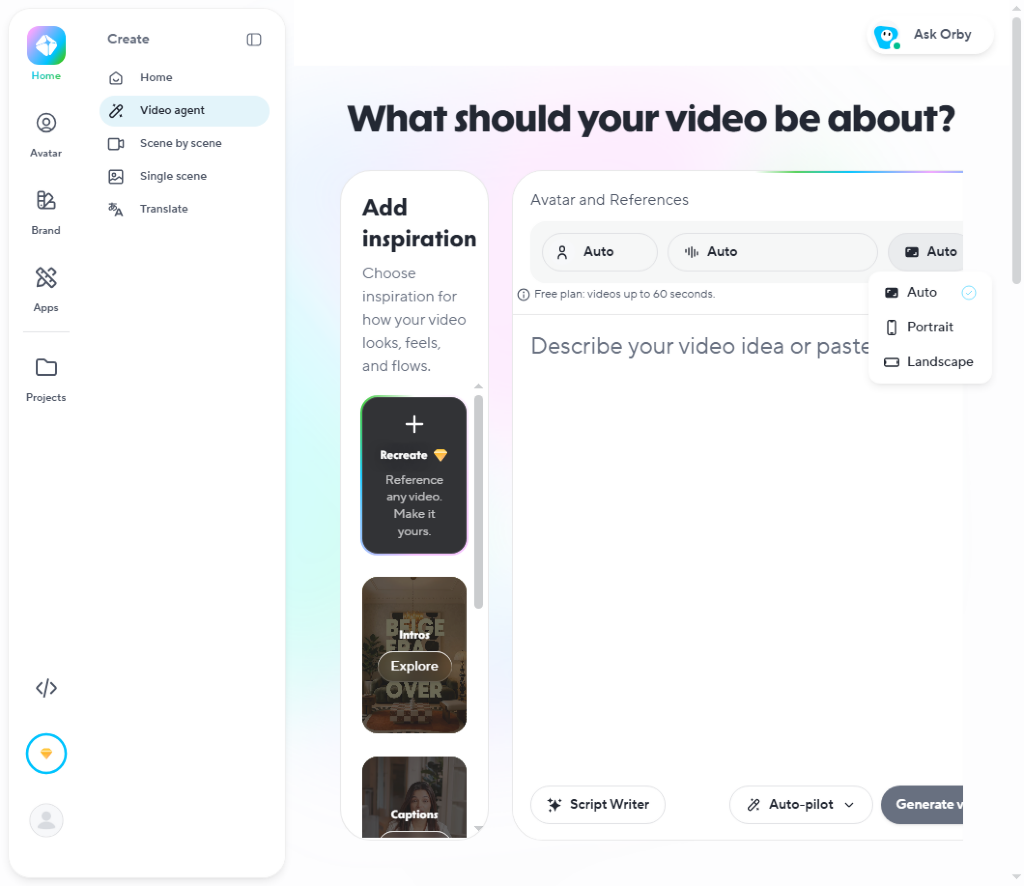 Home
Avatar
Brand
Apps
Projects
Create
Home
Video agent
Scene by scene
Single scene
Translate
Ask Orby
What should your video be about?
Add
inspiration
Choose
inspiration for
how your video
looks, feels,
and flows.
Recreate
Reference
any video.
Make it
yours.
BEIGE
ERA
Intros
Explore
OVER
Captions
Avatar and References
Auto
Auto
Auto
Free plan: videos up to 60 seconds.
Auto
Portrait
Landscape
Describe your video idea or paste
Script Writer
Auto-pilot
Generate v